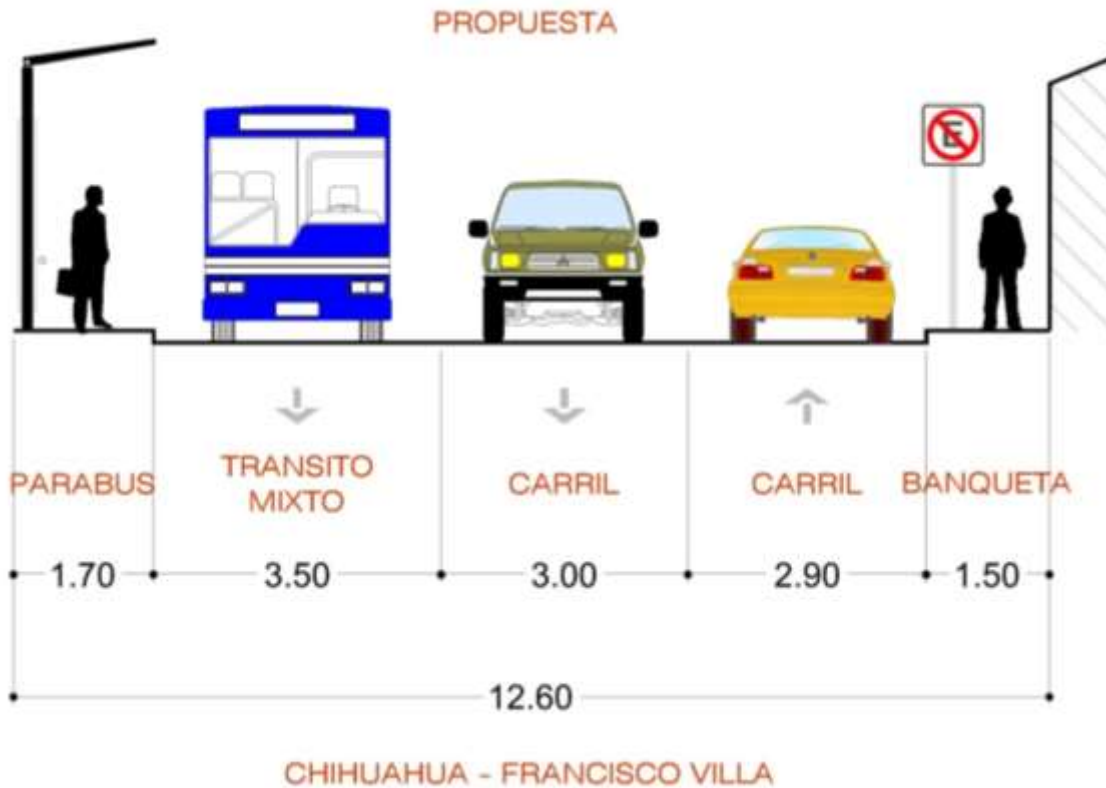 PROPUESTA
E
PARABUS
TRANSITO
MIXTO
CARRIL
CARRIL
BANQUETA
1.70
3.50
3.00
2.90
1.50
12.60
CHIHUAHUA - FRANCISCO VILLA